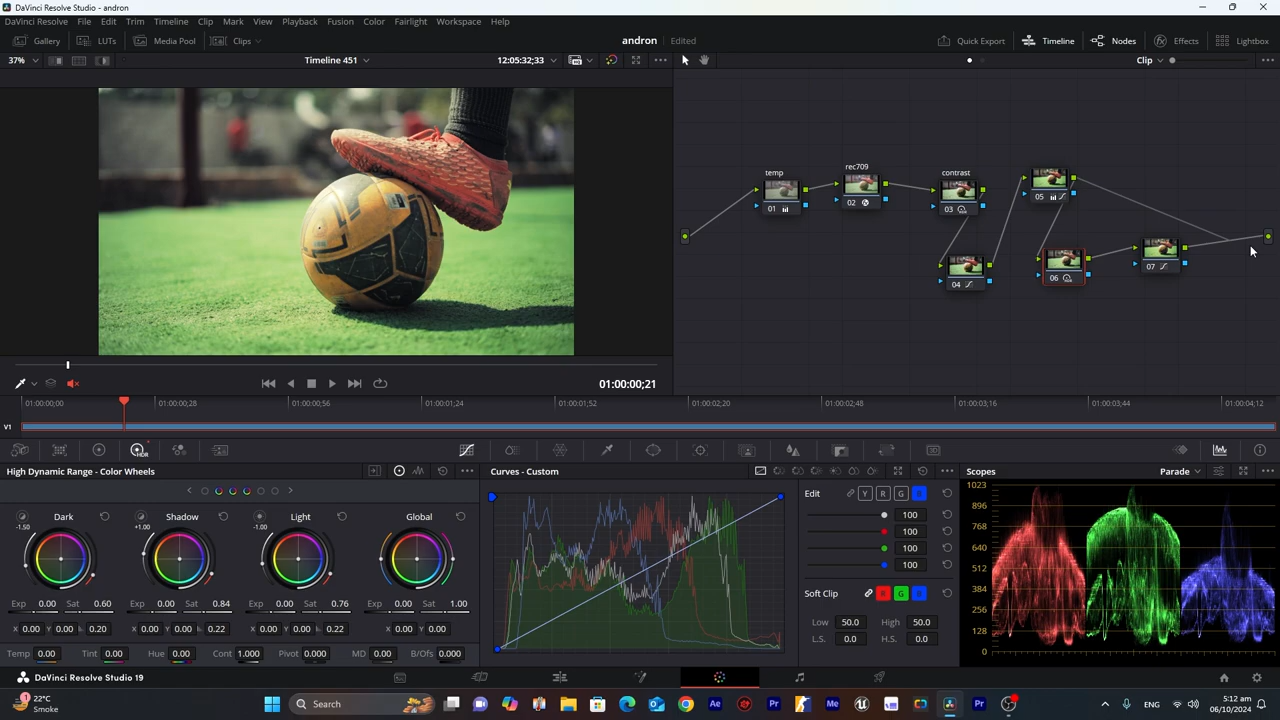 DaVinci Resolve Studio - andron
DaVinci Resolve File Edit Trim Timeline Clip Mark View Playback Fusion Color Fairlight Workspace Help
Gallery LUTs Media Pool Clips andron Edited Quick Export Timeline Nodes Effects Lightbox
37% Timeline 451 12:05:32;33 Clip
temp
01
rec709
02
contrast
03
05
04
06
07
01:00:00;21
01:00:00;00 01:00:00;28 01:00:00;56 01:00:01;24 01:00:01;52 01:00:02;20 01:00:02;48 01:00:03;16 01:00:03;44 01:00:04;12
V1
High Dynamic Range - Color Wheels
-1.50 Dark
+1.00 Shadow
-1.00 Light
Global
Exp 0.00 Sat 0.60 Exp 0.00 Sat 0.84 Exp 0.00 Sat 0.76 Exp 0.00 Sat 1.00
X 0.00 Y 0.00 L 0.20 X 0.00 Y 0.00 L 0.22 X 0.00 Y 0.00 L 0.22 X 0.00 Y 0.00
Temp 0.00 Tint 0.00 Hue 0.00 Cont 1.000 Pivot 0.000 MD 0.00 B/Ofs 0.000
Curves - Custom
Edit Y R G B
100
100
100
100
Soft Clip R G B
Low 50.0 High 50.0
L.S. 0.0 H.S. 0.0
Scopes Parade
1023
896
768
640
512
384
256
128
0
DaVinci Resolve Studio 19
1
22°C
Smoke
Search
Ae Pr Me Pr
ENG
5:12 am
06/10/2024